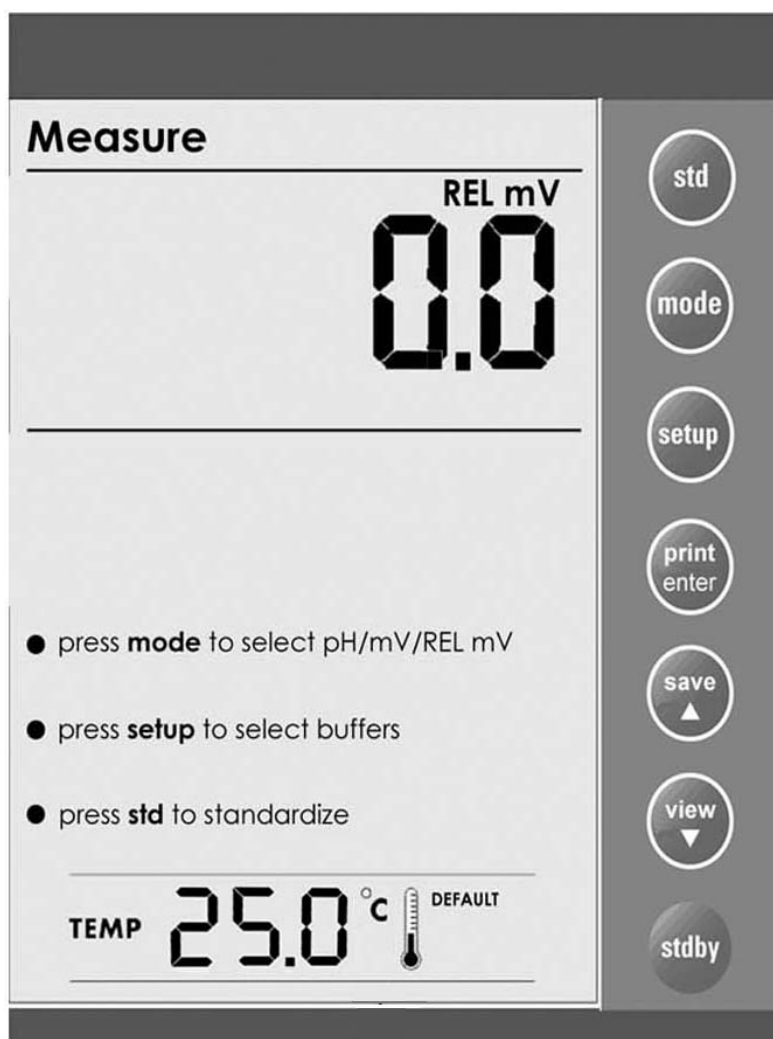 Measure
REL mV
0.0
● press mode to select pH/mV/REL mV
● press setup to select buffers
● press std to standardize
TEMP 25.0 °C DEFAULT
std
mode
setup
print
enter
save
▲
view
▼
stdby